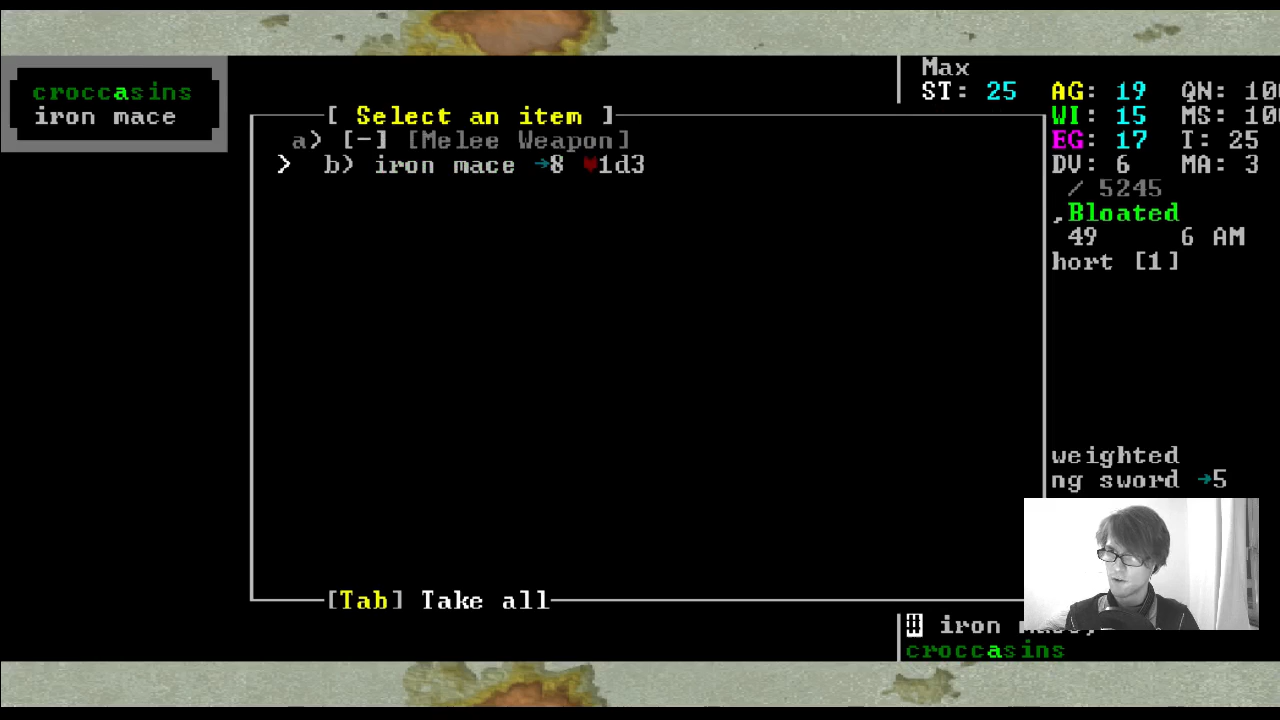 croccasins
iron mace
[ Select an item ]
a) [-] [Melee Weapon]
> b) iron mace →8 ♥1d3
[Tab] Take all
Max
ST: 25 AG: 19 QN: 10
WI: 15 MS: 10
EG: 17 T: 25
DV: 6 MA: 3
/ 5245
,Bloated
49 6 AM
hort [1]
weighted
ng sword →5
iron
croccasins